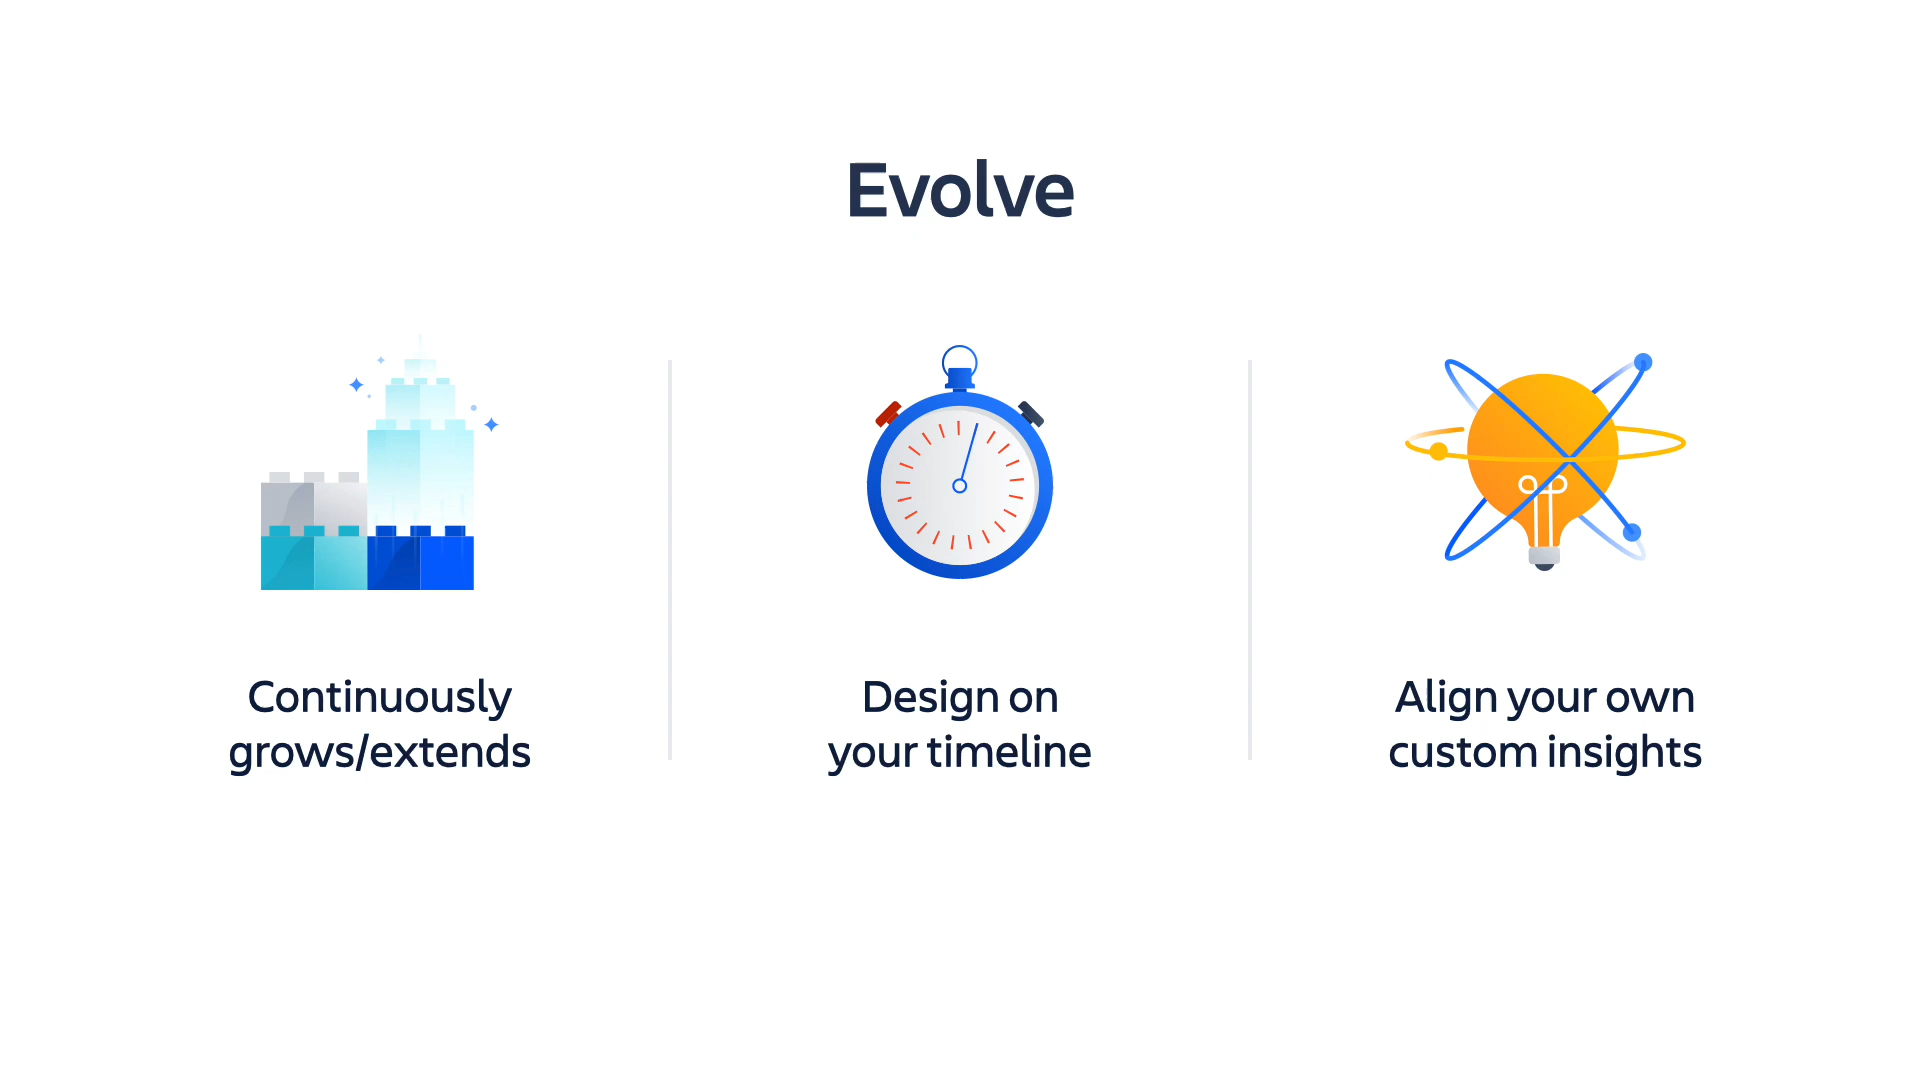 Evolve
Continuously
grows/extends
Design on
your timeline
Align your own
custom insights